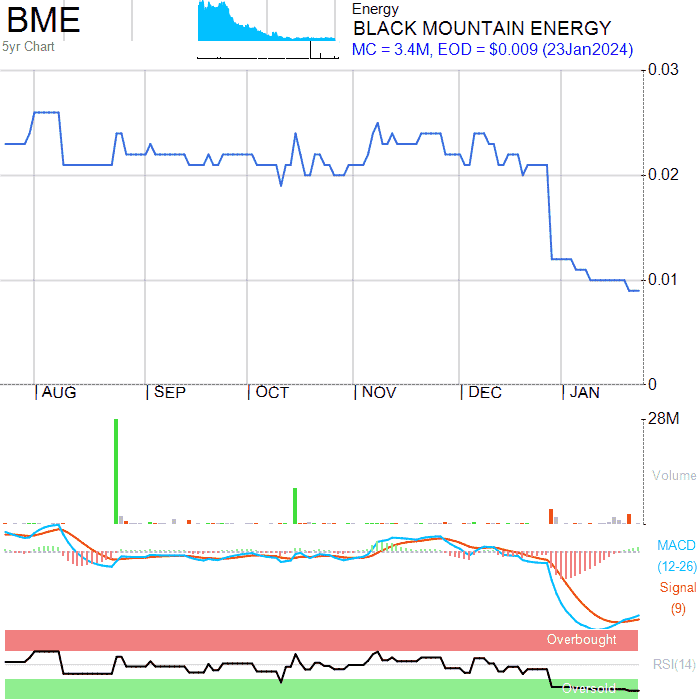 BME
Energy
BLACK MOUNTAIN ENERGY
5yr Chart
MC = 3.4M, EOD = $0.009 (23Jan2024)
0.03
0.02
0.01
0
AUG SEP OCT NOV DEC JAN
28M
Volume
MACD
(12-26)
Signal
(9)
Overbought
RSI(14)
Oversold